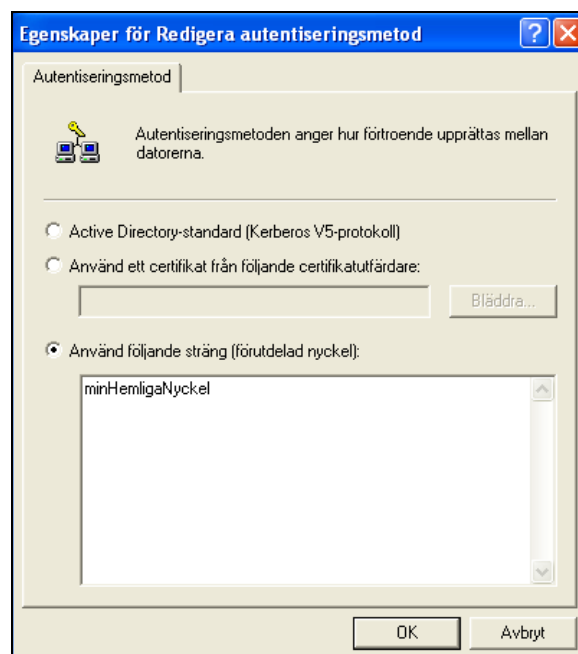 Egenskaper för Redigera autentiseringsmetod
Autentiseringsmetod
Autentiseringsmetoden anger hur förtroende upprättas mellan
datorerna.
Active Directory-standard (Kerberos V5-protokoll)
Använd ett certifikat från följande certifikatutfärdare:
Bläddra...
Använd följande sträng (förutdelad nyckel):
minHemligaNyckel
OK
Avbryt